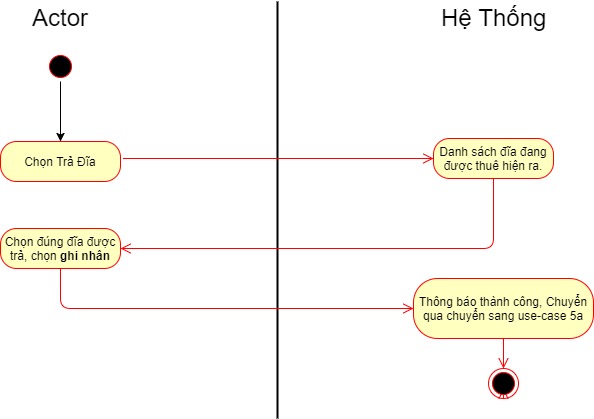 Actor
Hệ Thống
Chọn Trả Đĩa
Danh sách đĩa đang
được thuê hiện ra.
Chọn đúng đĩa được
trả, chọn ghi nhân
Thông báo thành công, Chuyển
qua chuyển sang use-case 5a